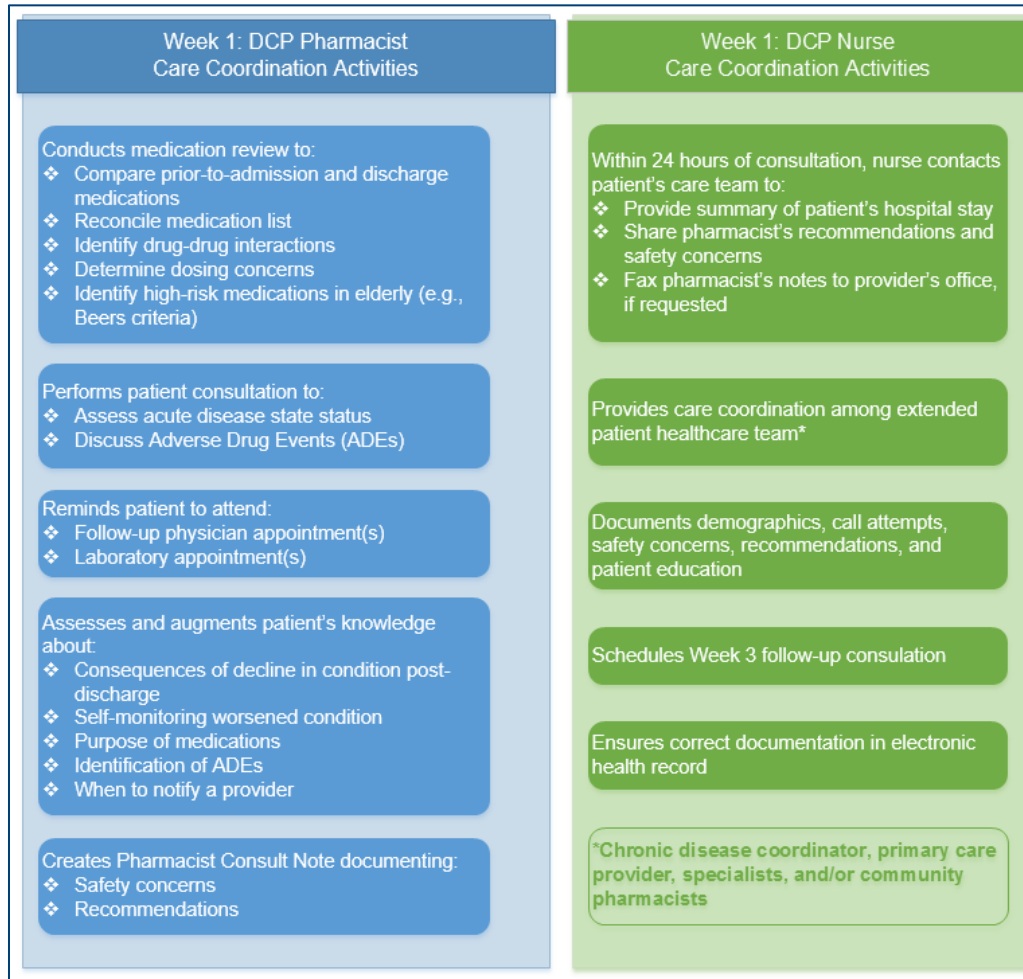 Week 1: DCP Pharmacist
Care Coordination Activities
Conducts medication review to:
❖ Compare prior-to-admission and discharge
medications
❖ Reconcile medication list
❖ Identify drug-drug interactions
❖ Determine dosing concerns
❖ Identify high-risk medications in elderly (e.g.,
Beers criteria)
Performs patient consultation to:
❖ Assess acute disease state status
❖ Discuss Adverse Drug Events (ADEs)
Reminds patient to attend:
❖ Follow-up physician appointment(s)
❖ Laboratory appointment(s)
Assesses and augments patient's knowledge
about:
❖ Consequences of decline in condition post-
discharge
❖ Self-monitoring worsened condition
❖ Purpose of medications
❖ Identification of ADEs
❖ When to notify a provider
Creates Pharmacist Consult Note documenting:
❖ Safety concerns
❖ Recommendations
Week 1: DCP Nurse
Care Coordination Activities
Within 24 hours of consultation, nurse contacts
patient's care team to:
❖ Provide summary of patient's hospital stay
❖ Share pharmacist's recommendations and
safety concerns
❖ Fax pharmacist's notes to provider's office,
if requested
Provides care coordination among extended
patient healthcare team*
Documents demographics, call attempts,
safety concerns, recommendations, and
patient education
Schedules Week 3 follow-up consulation
Ensures correct documentation in electronic
health record
*Chronic disease coordinator, primary care
provider, specialists, and/or community
pharmacists